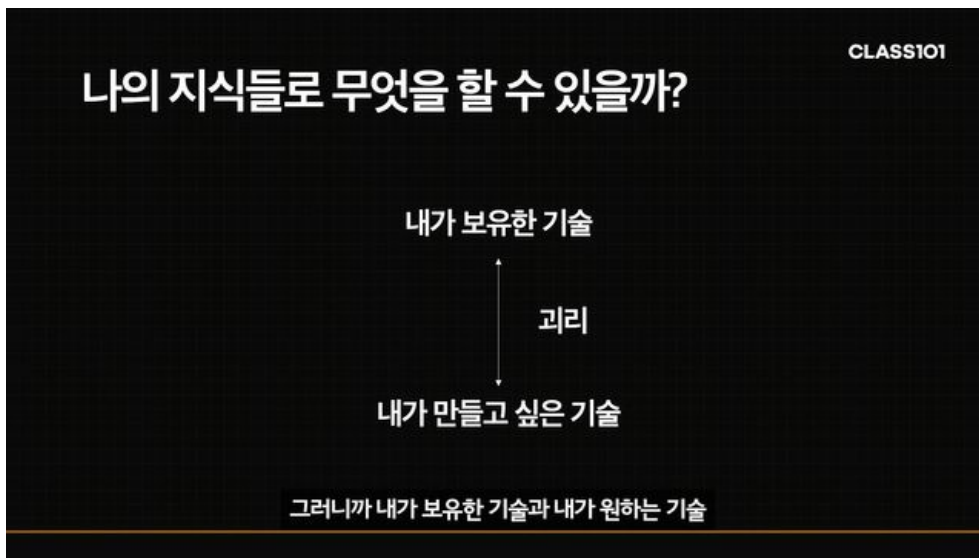 CLASS101
나의 지식들로 무엇을 할 수 있을까?
내가 보유한 기술
괴리
내가 만들고 싶은 기술
그러니까 내가 보유한 기술과 내가 원하는 기술